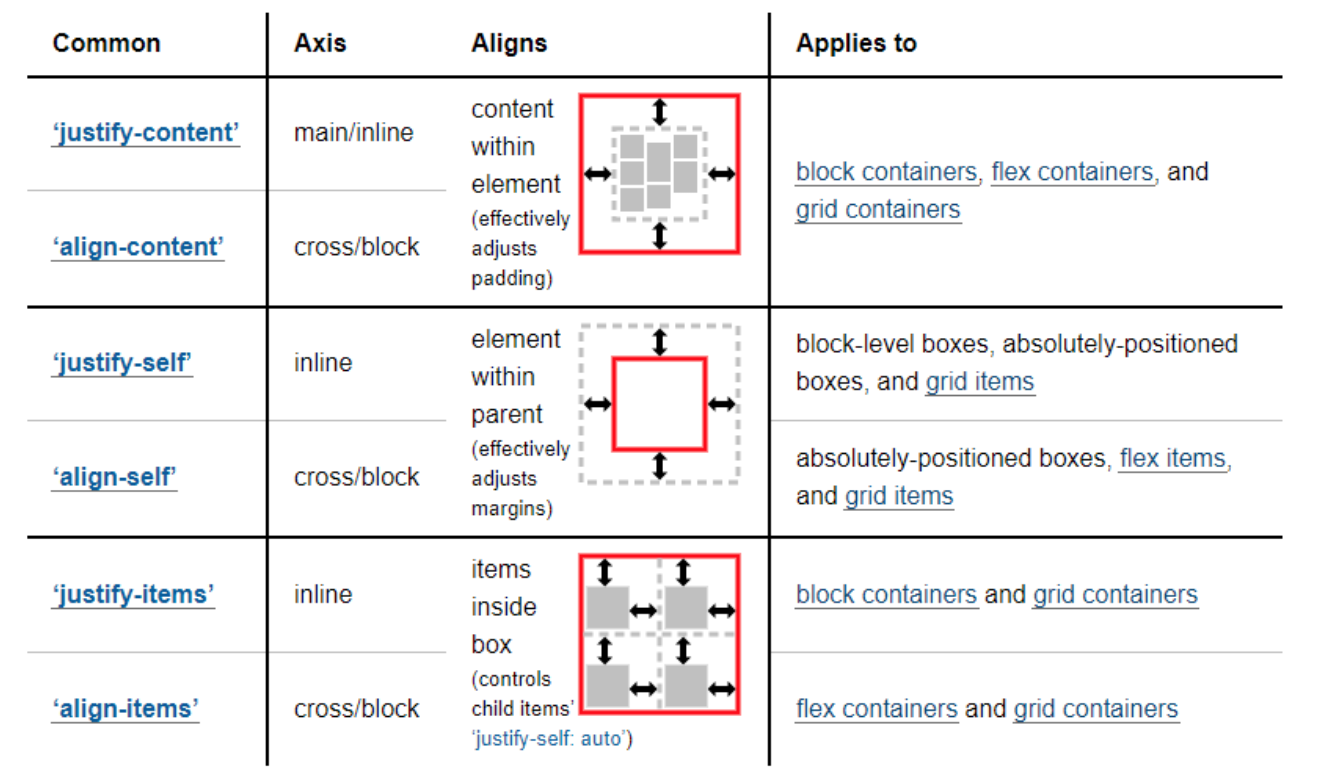 Common Axis Aligns Applies to
‘justify-content’ main/inline
content
within
element
(effectively
adjusts
padding)
block containers, flex containers, and
grid containers
‘align-content’ cross/block
‘justify-self’ inline
element
within
parent
(effectively
adjusts
margins)
block-level boxes, absolutely-positioned
boxes, and grid items
‘align-self’ cross/block
absolutely-positioned boxes, flex items,
and grid items
‘justify-items’ inline
items
inside
box
(controls
child items’
‘justify-self: auto’)
block containers and grid containers
‘align-items’ cross/block
flex containers and grid containers